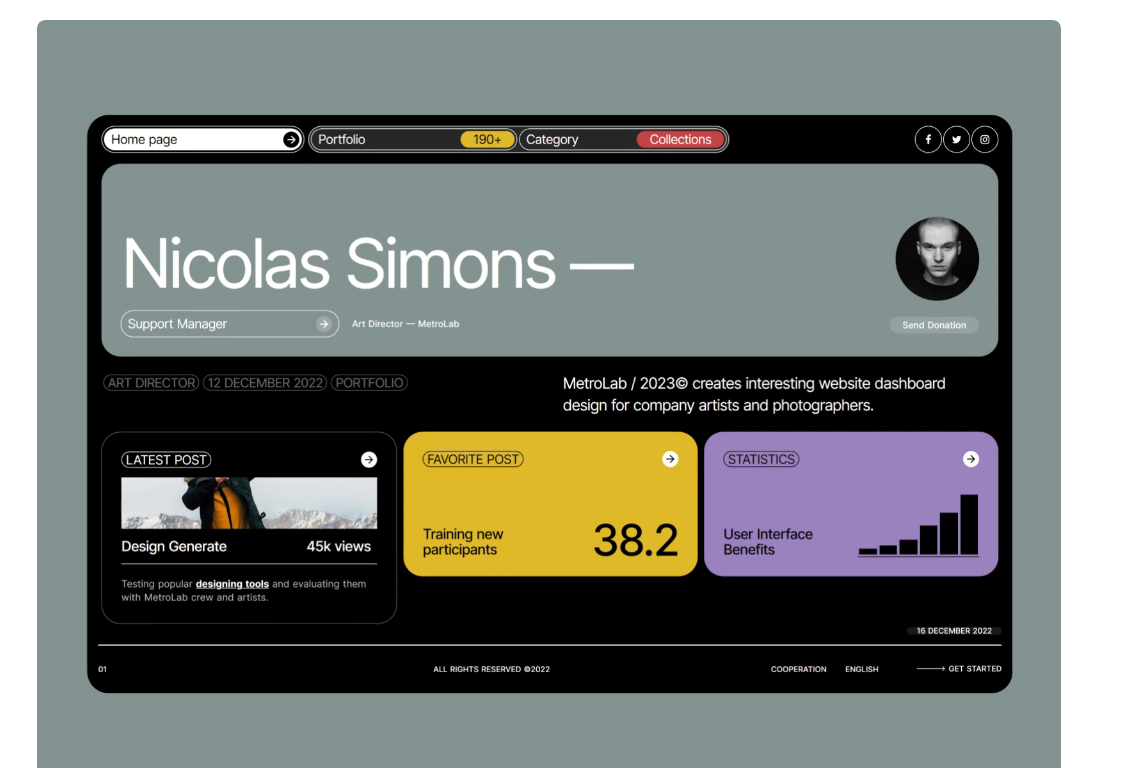 Home page
Portfolio 190+ Category Collections
f
Nicolas Simons —
Support Manager Art Director — MetroLab
Send Donation
ART DIRECTOR 12 DECEMBER 2022 PORTFOLIO
MetroLab / 2023© creates interesting website dashboard
design for company artists and photographers.
LATEST POST
Design Generate 45k views
Testing popular designing tools and evaluating them
with MetroLab crew and artists.
FAVORITE POST
Training new
participants
38.2
STATISTICS
User Interface
Benefits
16 DECEMBER 2022
01 ALL RIGHTS RESERVED ©2022 COOPERATION ENGLISH GET STARTED